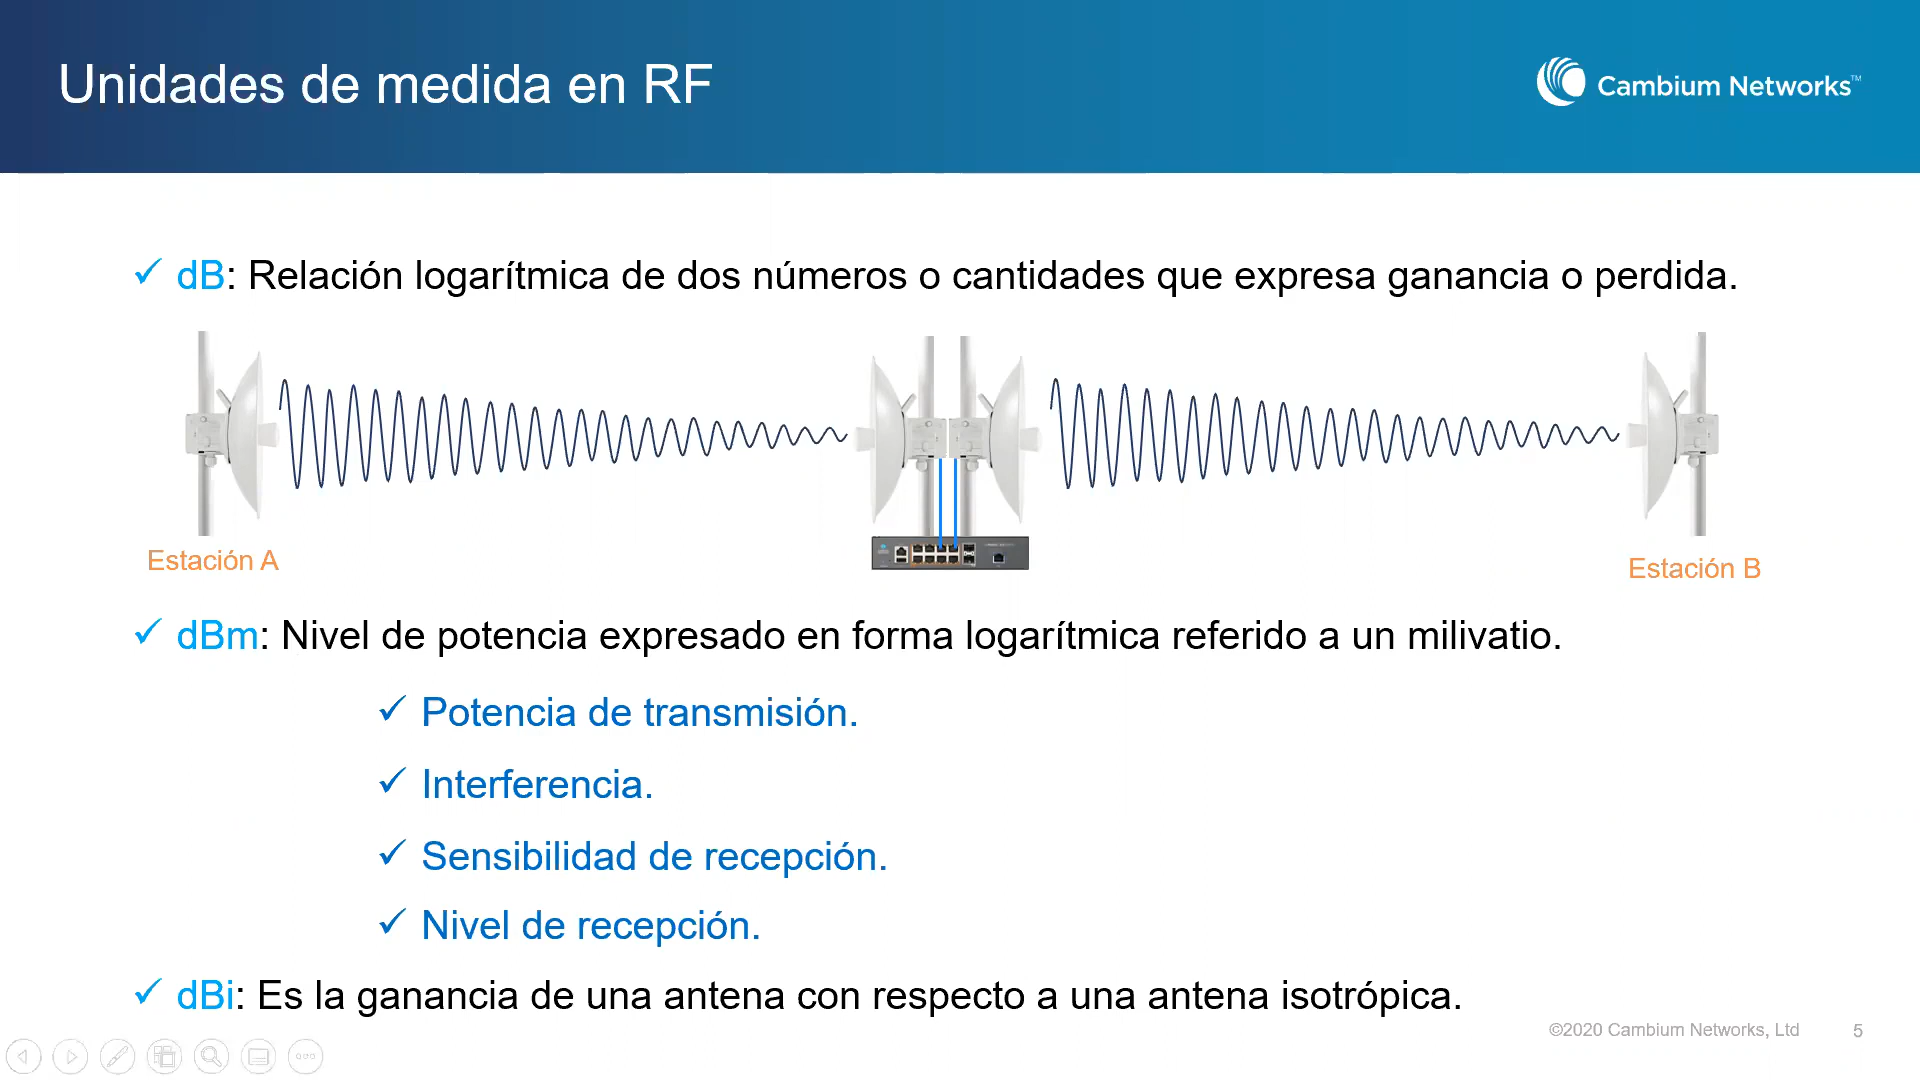 Unidades de medida en RF
Cambium Networks™
✓ dB: Relación logarítmica de dos números o cantidades que expresa ganancia o perdida.
Estación A
Estación B
✓ dBm: Nivel de potencia expresado en forma logarítmica referido a un milivatio.
✓ Potencia de transmisión.
✓ Interferencia.
✓ Sensibilidad de recepción.
✓ Nivel de recepción.
✓ dBi: Es la ganancia de una antena con respecto a una antena isotrópica.
©2020 Cambium Networks, Ltd
5